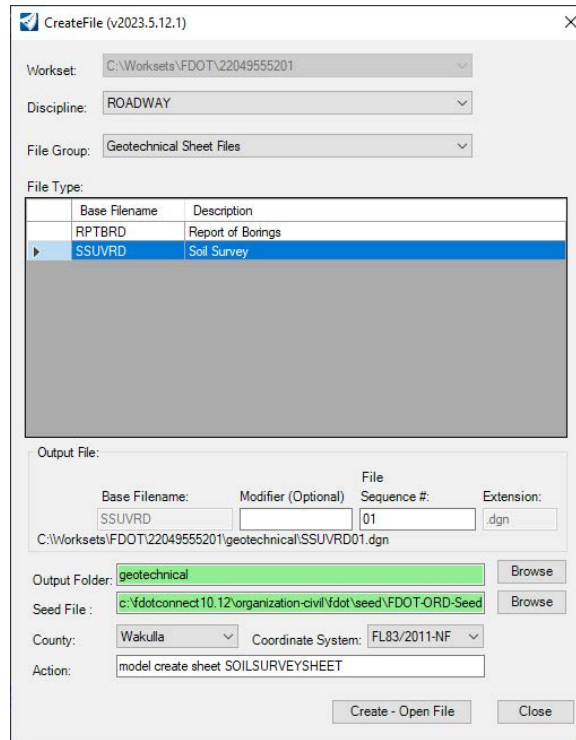 CreateFile (v2023.5.12.1)
Workset: C:\Worksets\FDOT\22049555201
Discipline: ROADWAY
File Group: Geotechnical Sheet Files
File Type:
Base Filename Description
RPTBRD Report of Borings
SSUVRD Soil Survey
Output File:
File
Base Filename: Modifier (Optional) Sequence #: Extension:
SSUVRD 01 .dgn
C:\Worksets\FDOT\22049555201\geotechnical\SSUVRD01.dgn
Output Folder: geotechnical Browse
Seed File : c:\fdotconnect10.12\organization-civil\fdot\seed\FDOT-ORD-Seed Browse
County: Wakulla Coordinate System: FL83/2011-NF
Action: model create sheet SOILSURVEYSHEET
Create - Open File Close